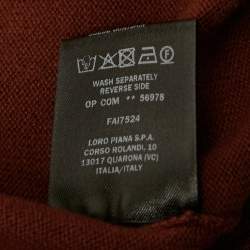 WASH SEPARATELY
REVERSE SIDE
OP COM ** 56978
FAI7524
LORO PIANA S.P.A.
CORSO ROLANDI, 10
13017 QUARONA (VC)
ITALIA/ITALY